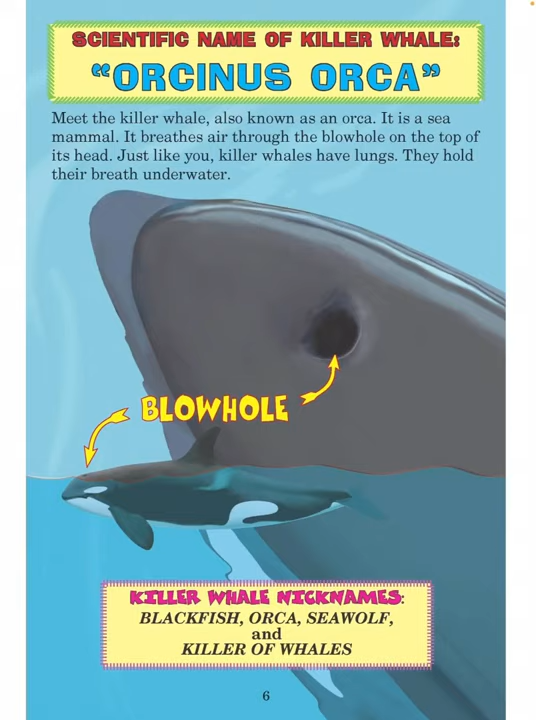 SCIENTIFIC NAME OF KILLER WHALE:
“ORCINUS ORCA”
Meet the killer whale, also known as an orca. It is a sea
mammal. It breathes air through the blowhole on the top of
its head. Just like you, killer whales have lungs. They hold
their breath underwater.
BLOWHOLE
KILLER WHALE NICKNAMES:
BLACKFISH, ORCA, SEAWOLF,
and
KILLER OF WHALES
6